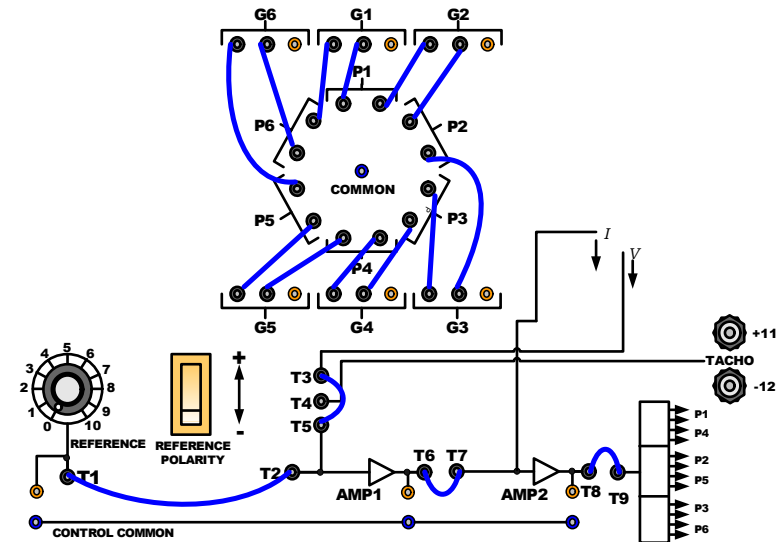 G6 G1 G2
P1
P6 P2
COMMON
P5 P3
P
P4
G5 G4 G3
I
V
+11
TACHO
-12
0 1 2 3 4 5 6 7 8 9 10
REFERENCE
+
-
REFERENCE
POLARITY
T3
T4
T5
T1 T2 T6 T7 T8 T9
AMP1 AMP2
CONTROL COMMON
P1
P4
P2
P5
P3
P6